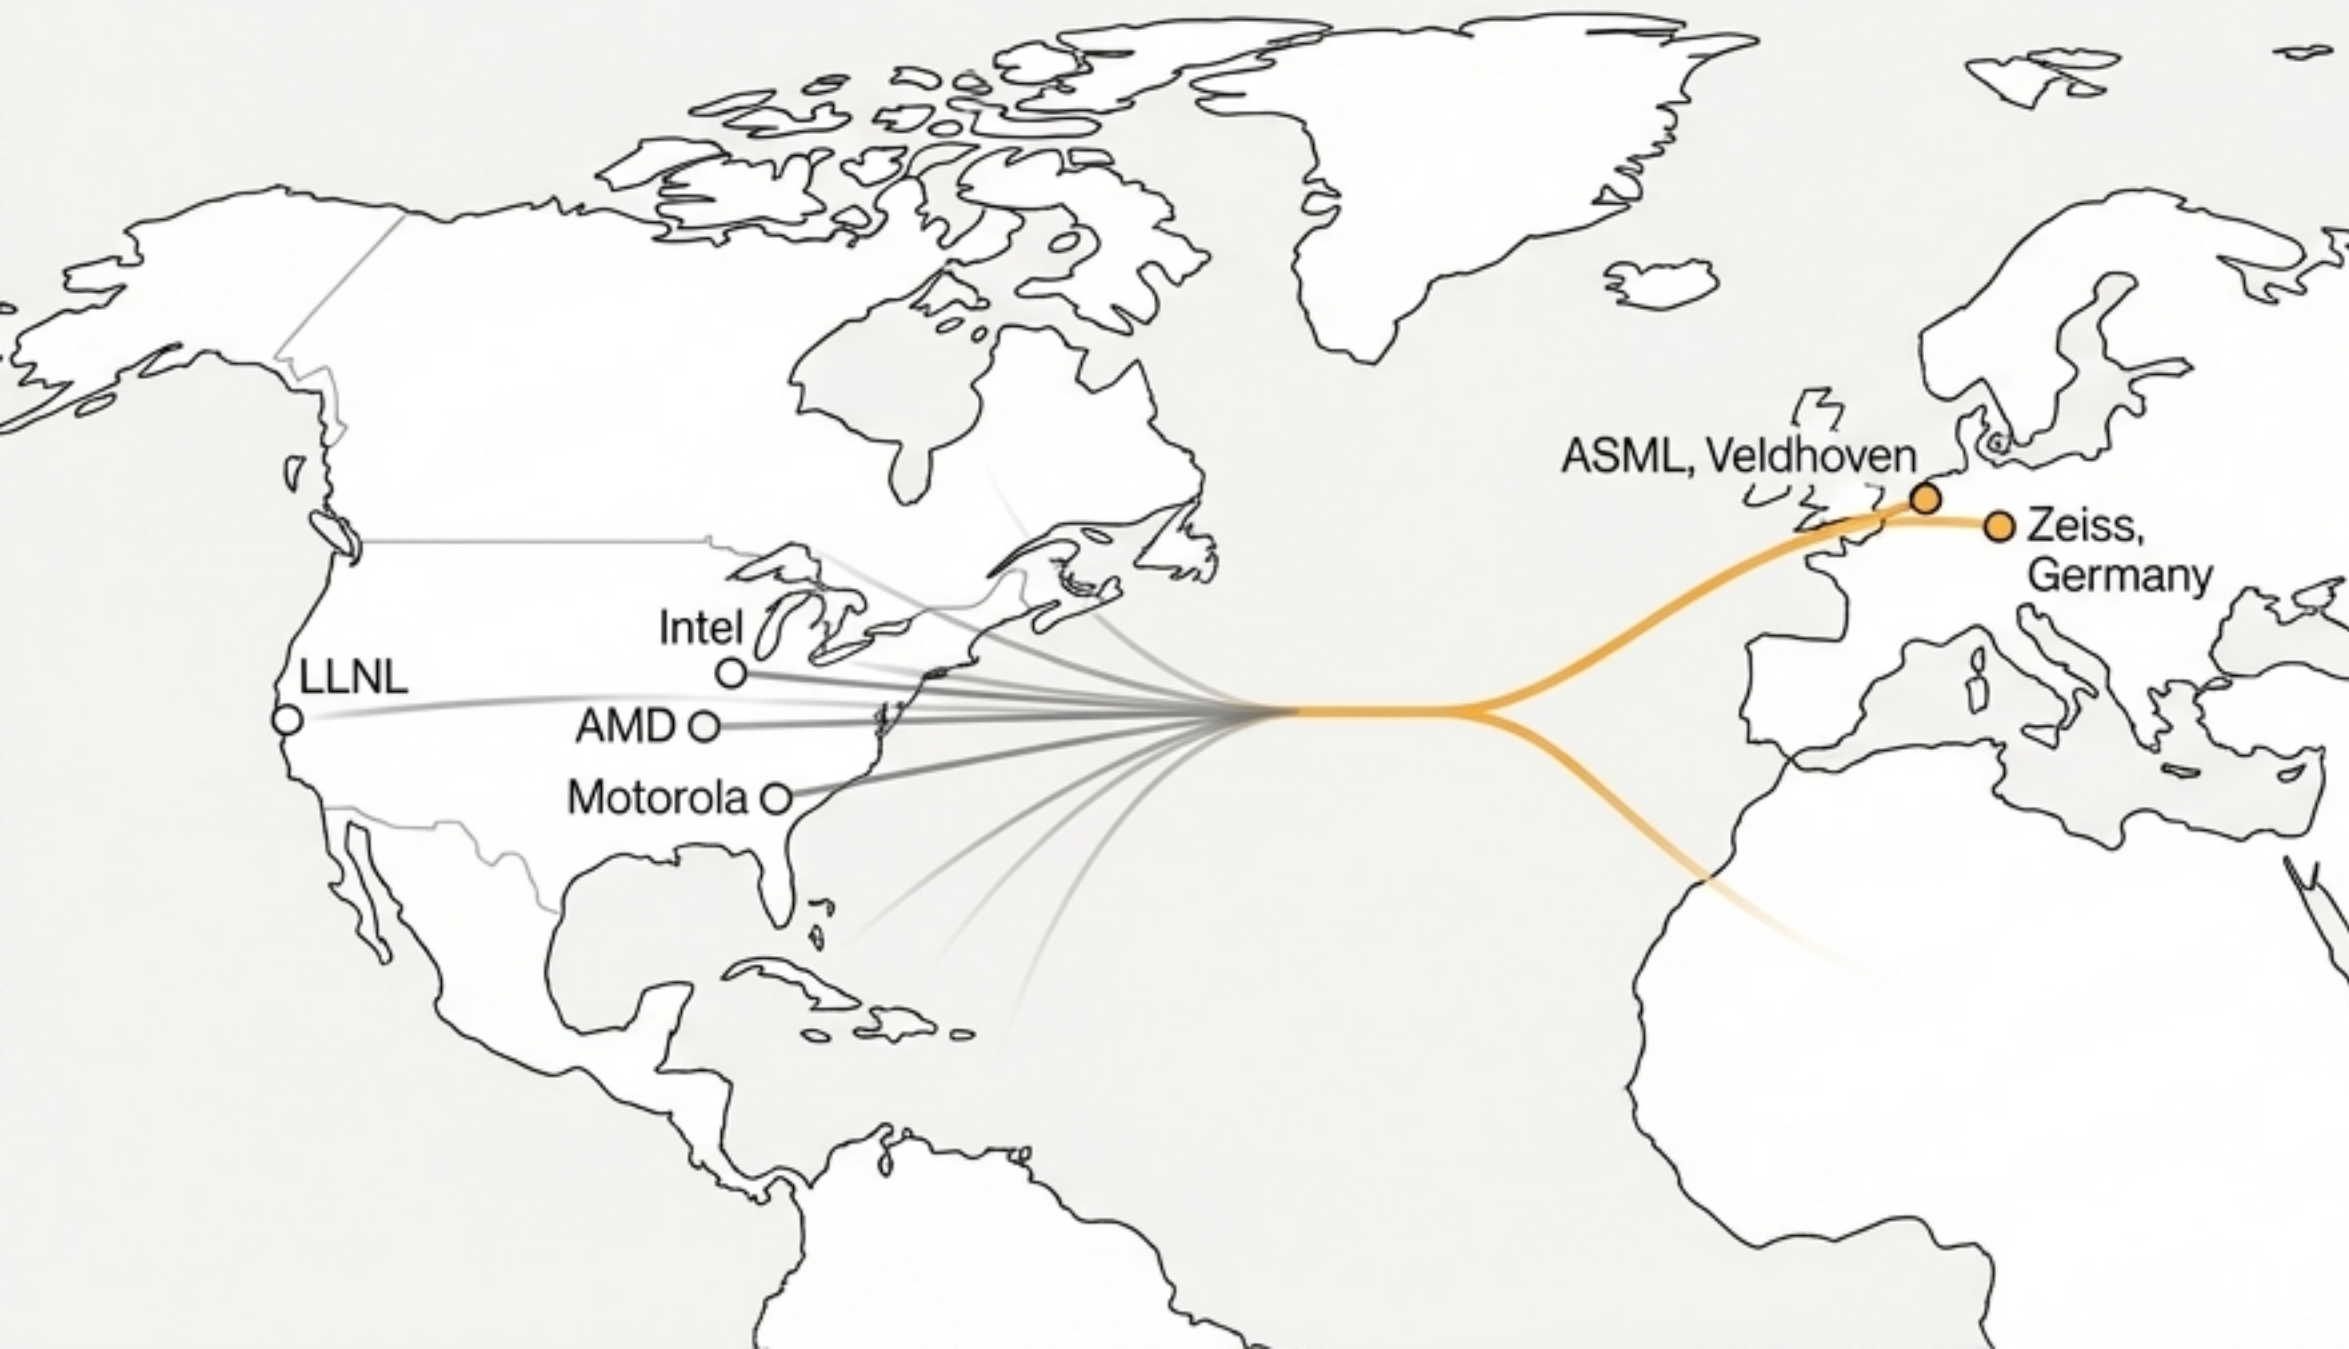 ASML, Veldhoven
Zeiss,
Germany
Intel
LLNL
AMD
Motorola